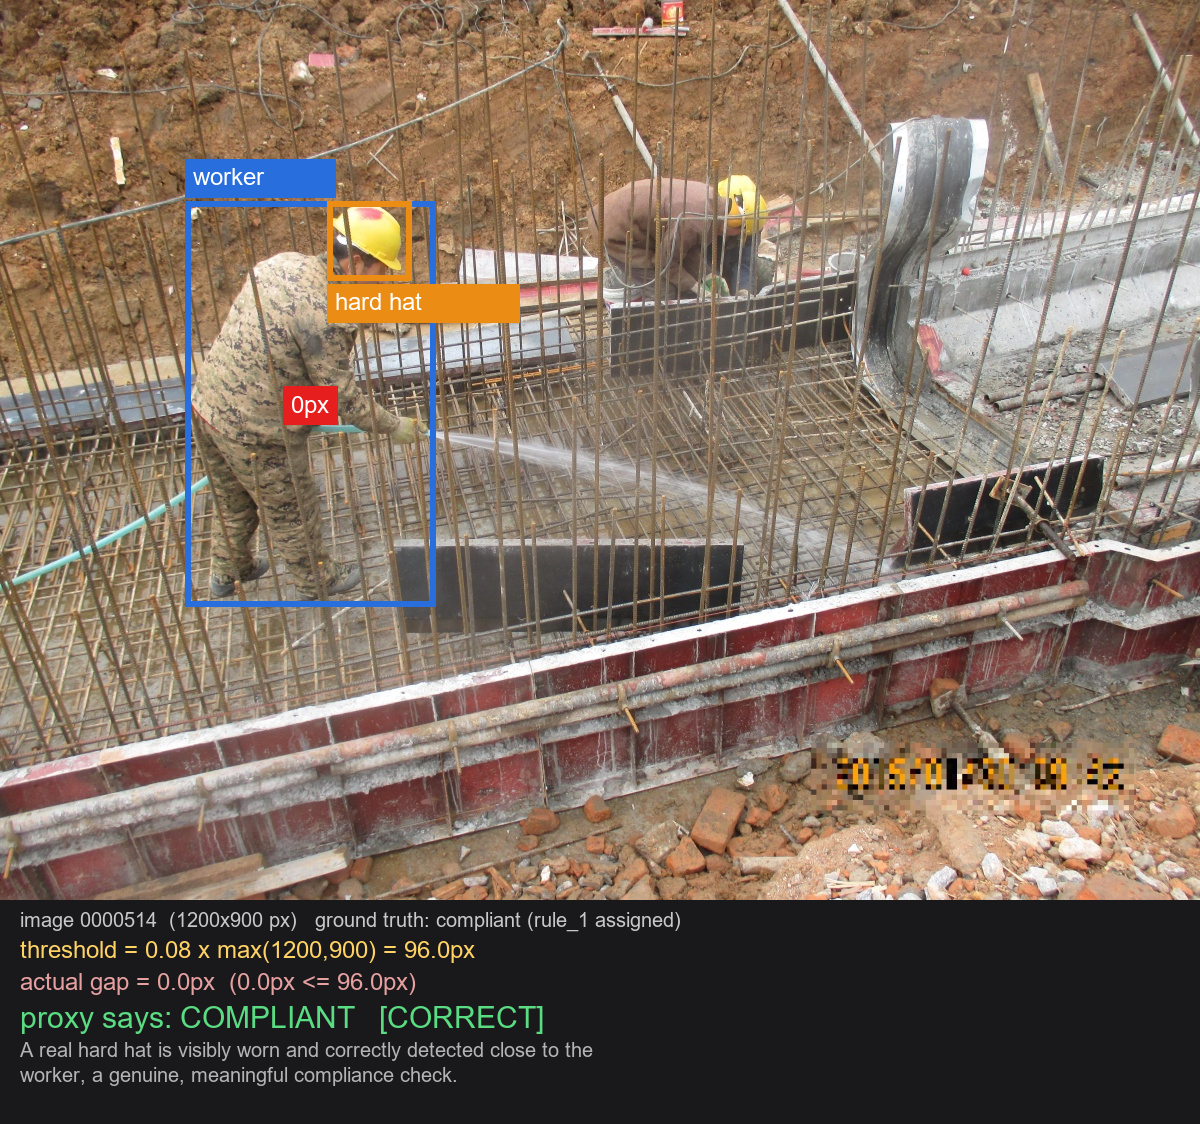 worker
hard hat
0px
image 0000514 (1200x900 px) ground truth: compliant (rule_1 assigned)
threshold = 0.08 x max(1200,900) = 96.0px
actual gap = 0.0px (0.0px <= 96.0px)
proxy says: COMPLIANT [CORRECT]
A real hard hat is visibly worn and correctly detected close to the
worker, a genuine, meaningful compliance check.